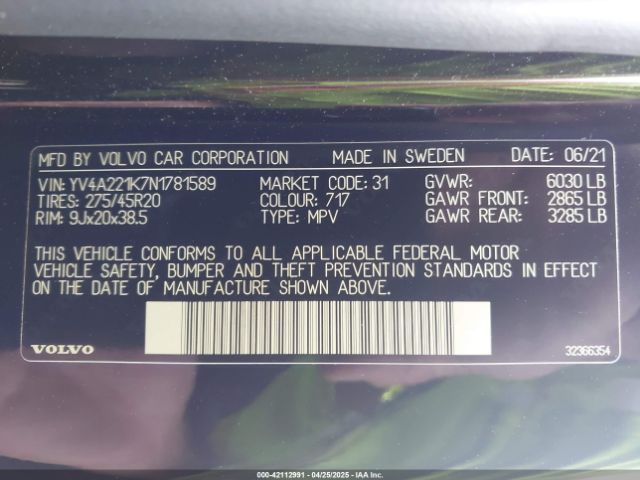 MFD BY VOLVO CAR CORPORATION MADE IN SWEDEN DATE: 06/21
VIN: YV4A221K7N1781589 MARKET CODE: 31 GVWR: 6030 LB
TIRES: 275/45R20 COLOUR: 717 GAWR FRONT: 2865 LB
RIM: 9Jx20x38.5 TYPE: MPV GAWR REAR: 3285 LB
THIS VEHICLE CONFORMS TO ALL APPLICABLE FEDERAL MOTOR
VEHICLE SAFETY, BUMPER AND THEFT PREVENTION STANDARDS IN EFFECT
ON THE DATE OF MANUFACTURE SHOWN ABOVE.
VOLVO 32366354
000-42112991 - 04/25/2025 - IAAI.COM